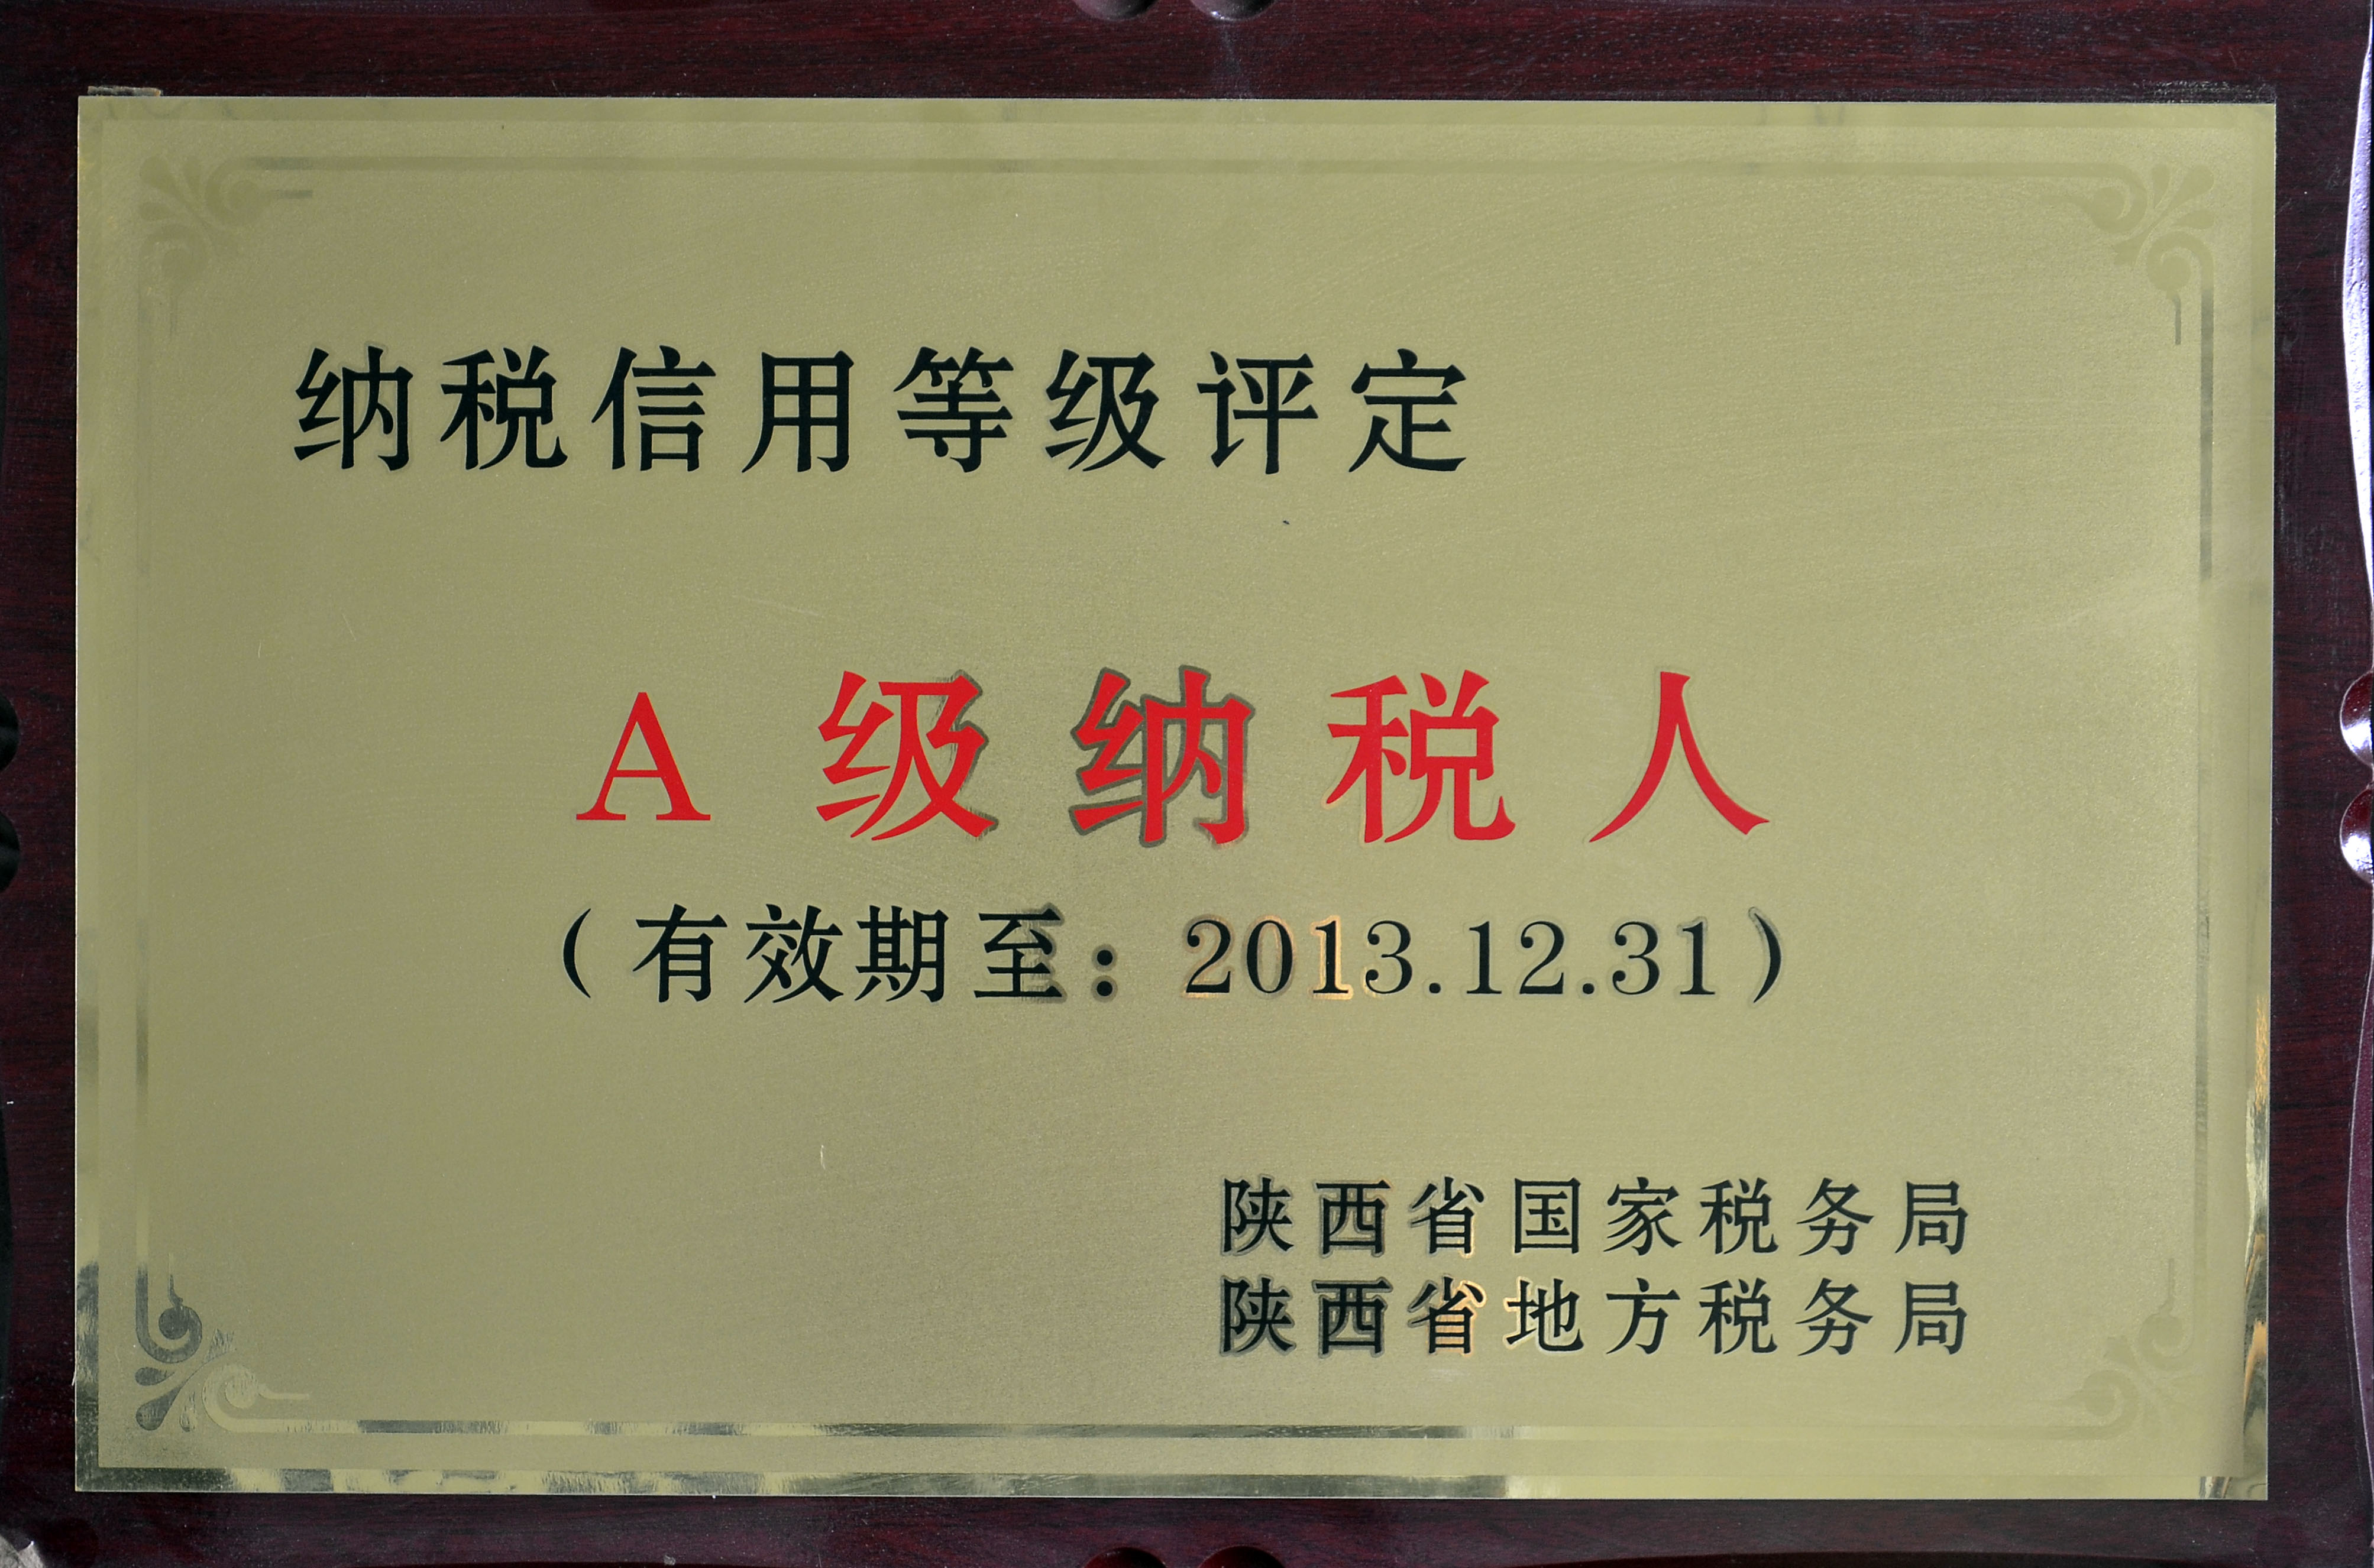 纳税信用等级评定
A级纳税人
（有效期至：2013.12.31）
陕西省国家税务局
陕西省地方税务局